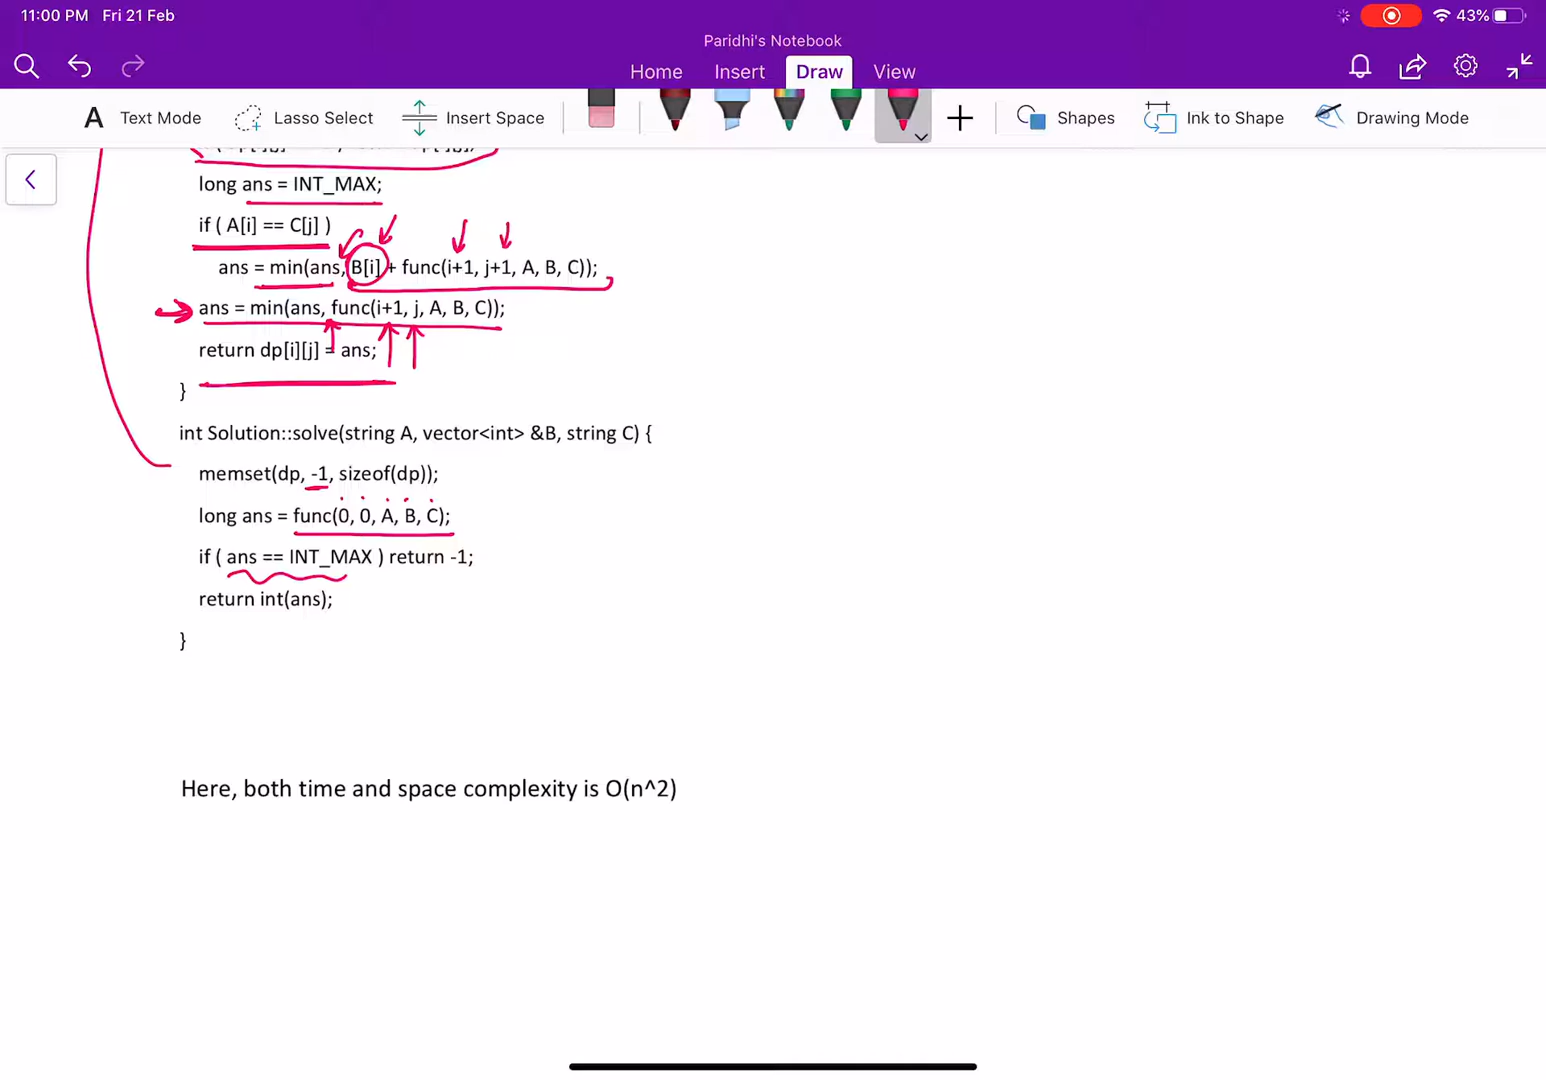 11:00 PM Fri 21 Feb
43%
Paridhi's Notebook
Home Insert Draw View
A Text Mode Lasso Select Insert Space Shapes Ink to Shape Drawing Mode
long ans = INT_MAX;
if ( A[i] == C[j] )
ans = min(ans, B[i] + func(i+1, j+1, A, B, C));
ans = min(ans, func(i+1, j, A, B, C));
return dp[i][j] = ans;
}
int Solution::solve(string A, vector<int> &B, string C) {
memset(dp, -1, sizeof(dp));
long ans = func(0, 0, A, B, C);
if ( ans == INT_MAX ) return -1;
return int(ans);
}
Here, both time and space complexity is O(n^2)